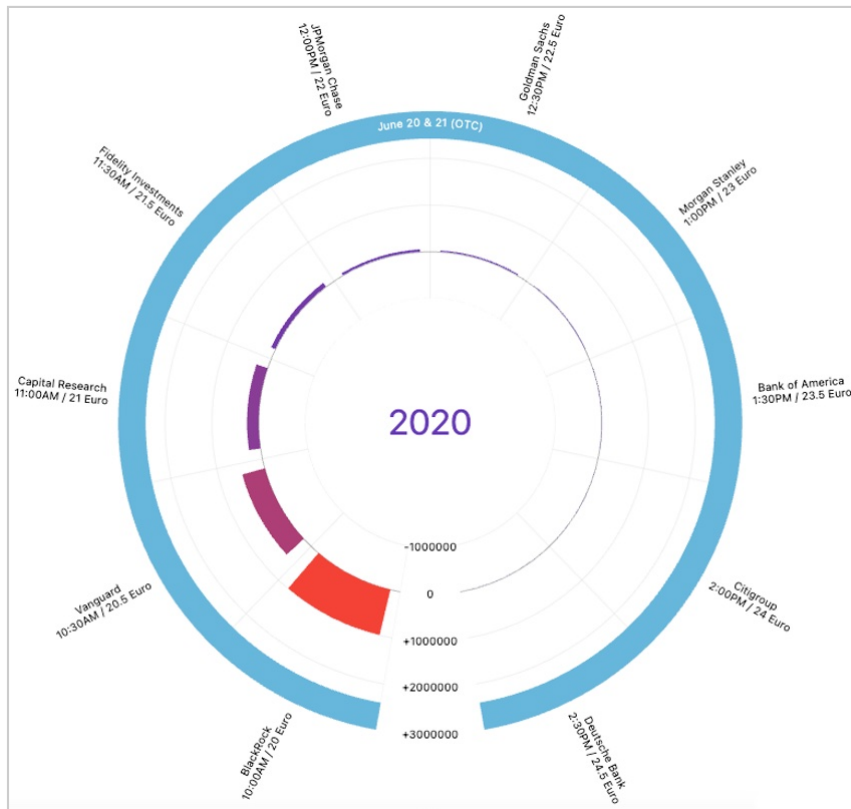 JPMorgan Chase
12:00PM / 22 Euro
Goldman Sachs
12:30PM / 22.5 Euro
June 20 & 21 (OTC)
Fidelity Investments
11:30AM / 21.5 Euro
Morgan Stanley
1:00PM / 23 Euro
Capital Research
11:00AM / 21 Euro
Bank of America
1:30PM / 23.5 Euro
2020
-1000000
0
+1000000
+2000000
+3000000
Vanguard
10:30AM / 20.5 Euro
Citigroup
2:00PM / 24 Euro
BlackRock
10:00AM / 20 Euro
Deutsche Bank
2:30PM / 24.5 Euro